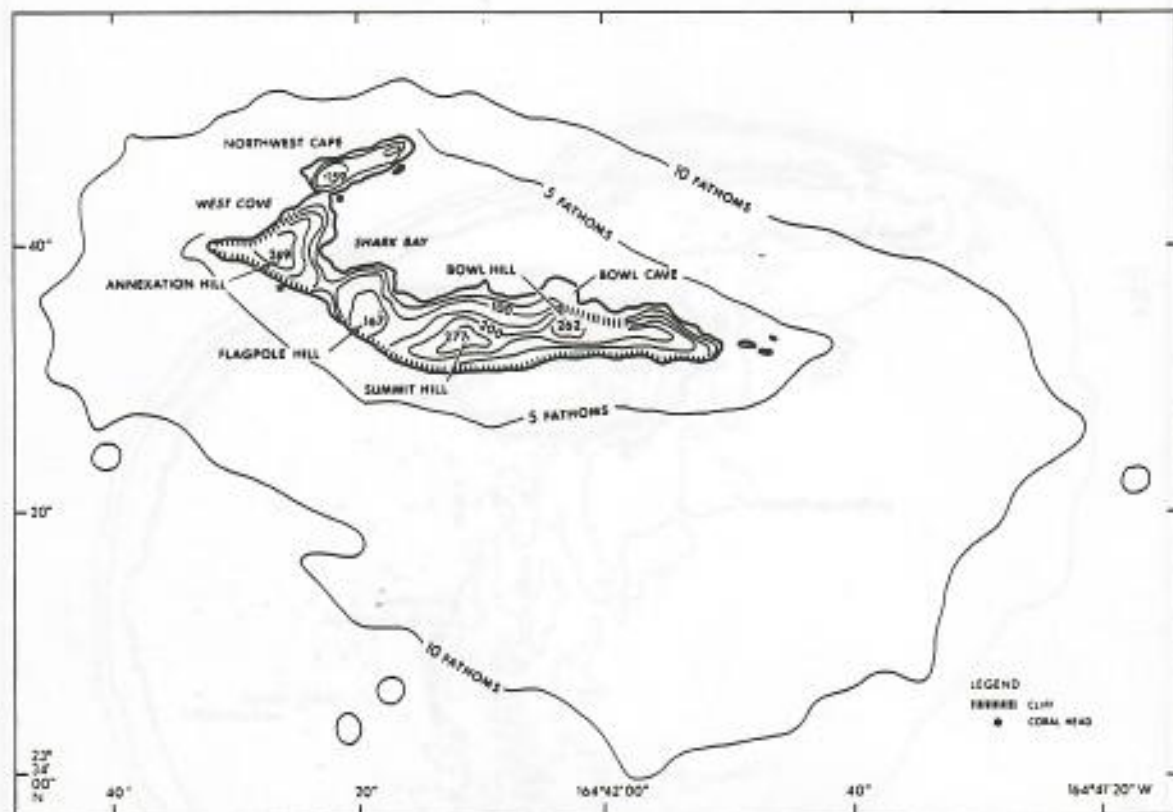 NORTHWEST CAPE
159
WEST COVE
10 FATHOMS
5 FATHOMS
40"
269
SHARK BAY
ANNEXATION HILL
BOWL HILL
BOWL CAVE
100
200
167
262
277
FLAGPOLE HILL
SUMMIT HILL
5 FATHOMS
20"
10 FATHOMS
LEGEND
CLIFF
CORAL HEAD
00"
N
40"
20"
164°42'00"
40"
164°41'20" W